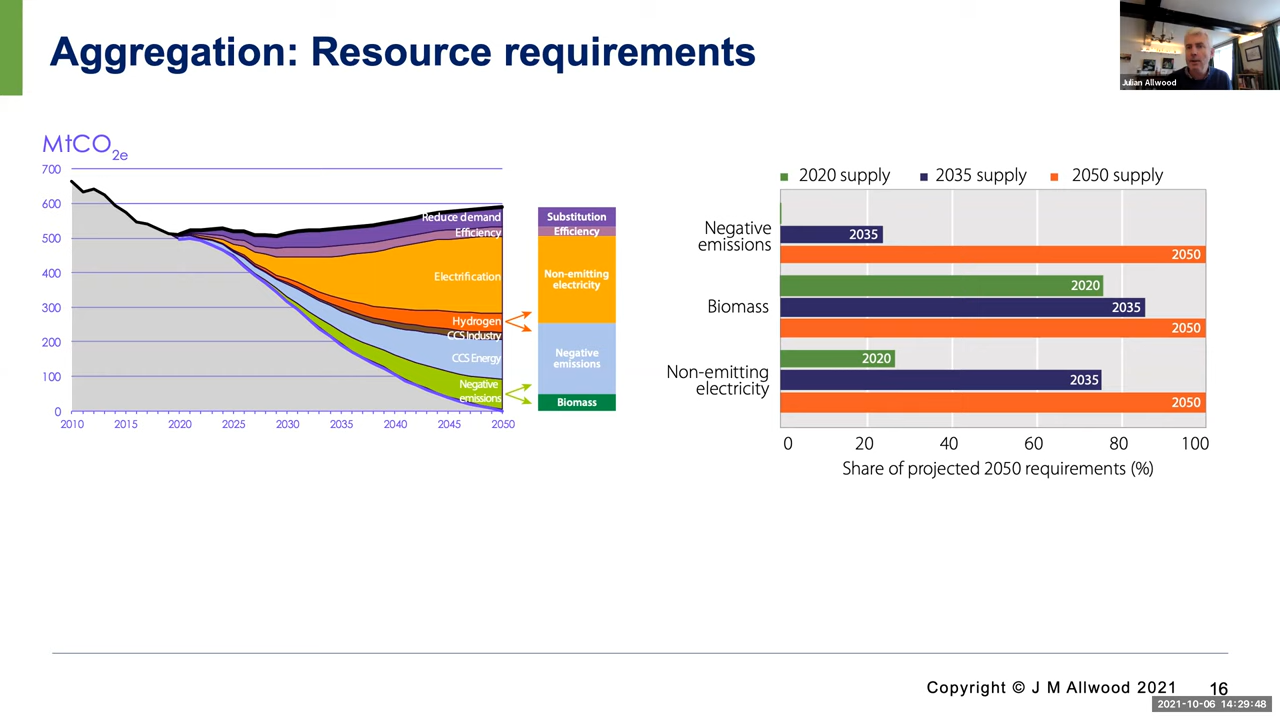 Aggregation: Resource requirements
Julian Allwood
MtCO2e
700
600
500
400
300
200
100
0
2010
2015
2020
2025
2030
2035
2040
2045
2050
Reduce demand
Efficiency
Electrification
Hydrogen
CCS Industry
CCS Energy
Negative
emissions
Substitution
Efficiency
Non-emitting
electricity
Negative
emissions
Biomass
2020 supply
2035 supply
2050 supply
Negative
emissions
2035
2050
Biomass
2020
2035
2050
Non-emitting
electricity
2020
2035
2050
0 20 40 60 80 100
Share of projected 2050 requirements (%)
Copyright © J M Allwood 2021
16
2021-10-06 14:29:48